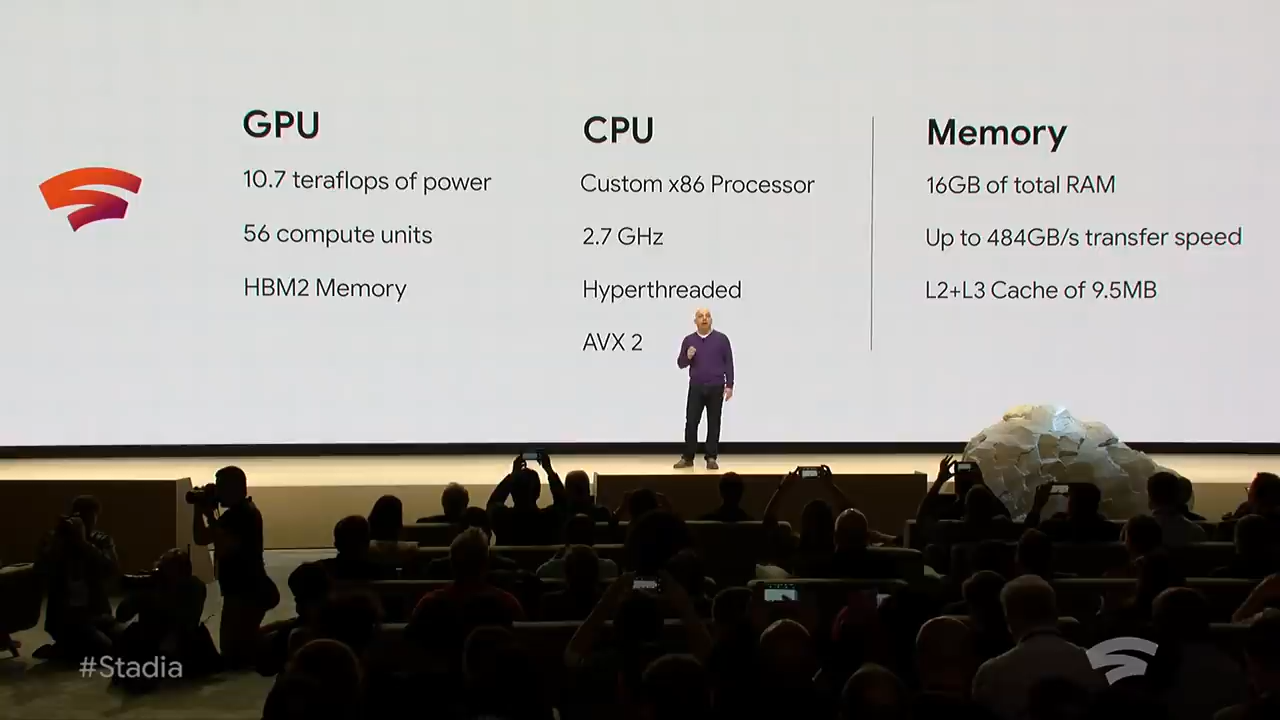 GPU
10.7 teraflops of power
56 compute units
HBM2 Memory
CPU
Custom x86 Processor
2.7 GHz
Hyperthreaded
AVX 2
Memory
16GB of total RAM
Up to 484GB/s transfer speed
L2+L3 Cache of 9.5MB
#Stadia